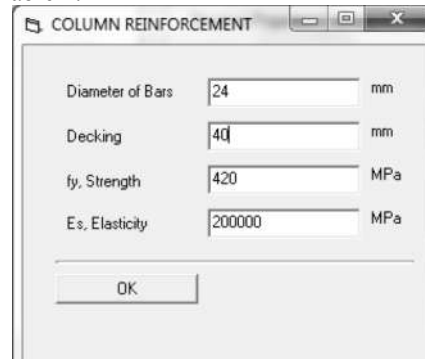 COLUMN REINFORCEMENT
Diameter of Bars 24 mm
Decking 40 mm
fy, Strength 420 MPa
Es, Elasticity 200000 MPa
OK